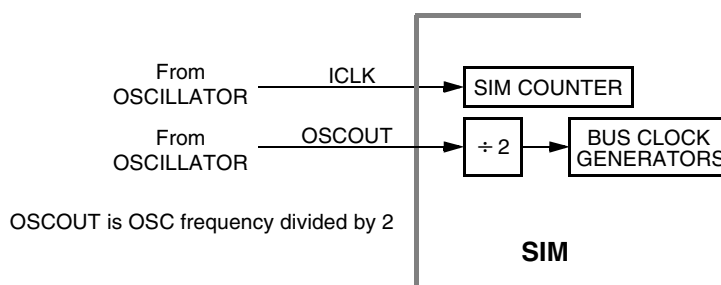 From
OSCILLATOR
ICLK
SIM COUNTER
From
OSCILLATOR
OSCOUT
÷ 2
BUS CLOCK
GENERATORS
OSCOUT is OSC frequency divided by 2
SIM